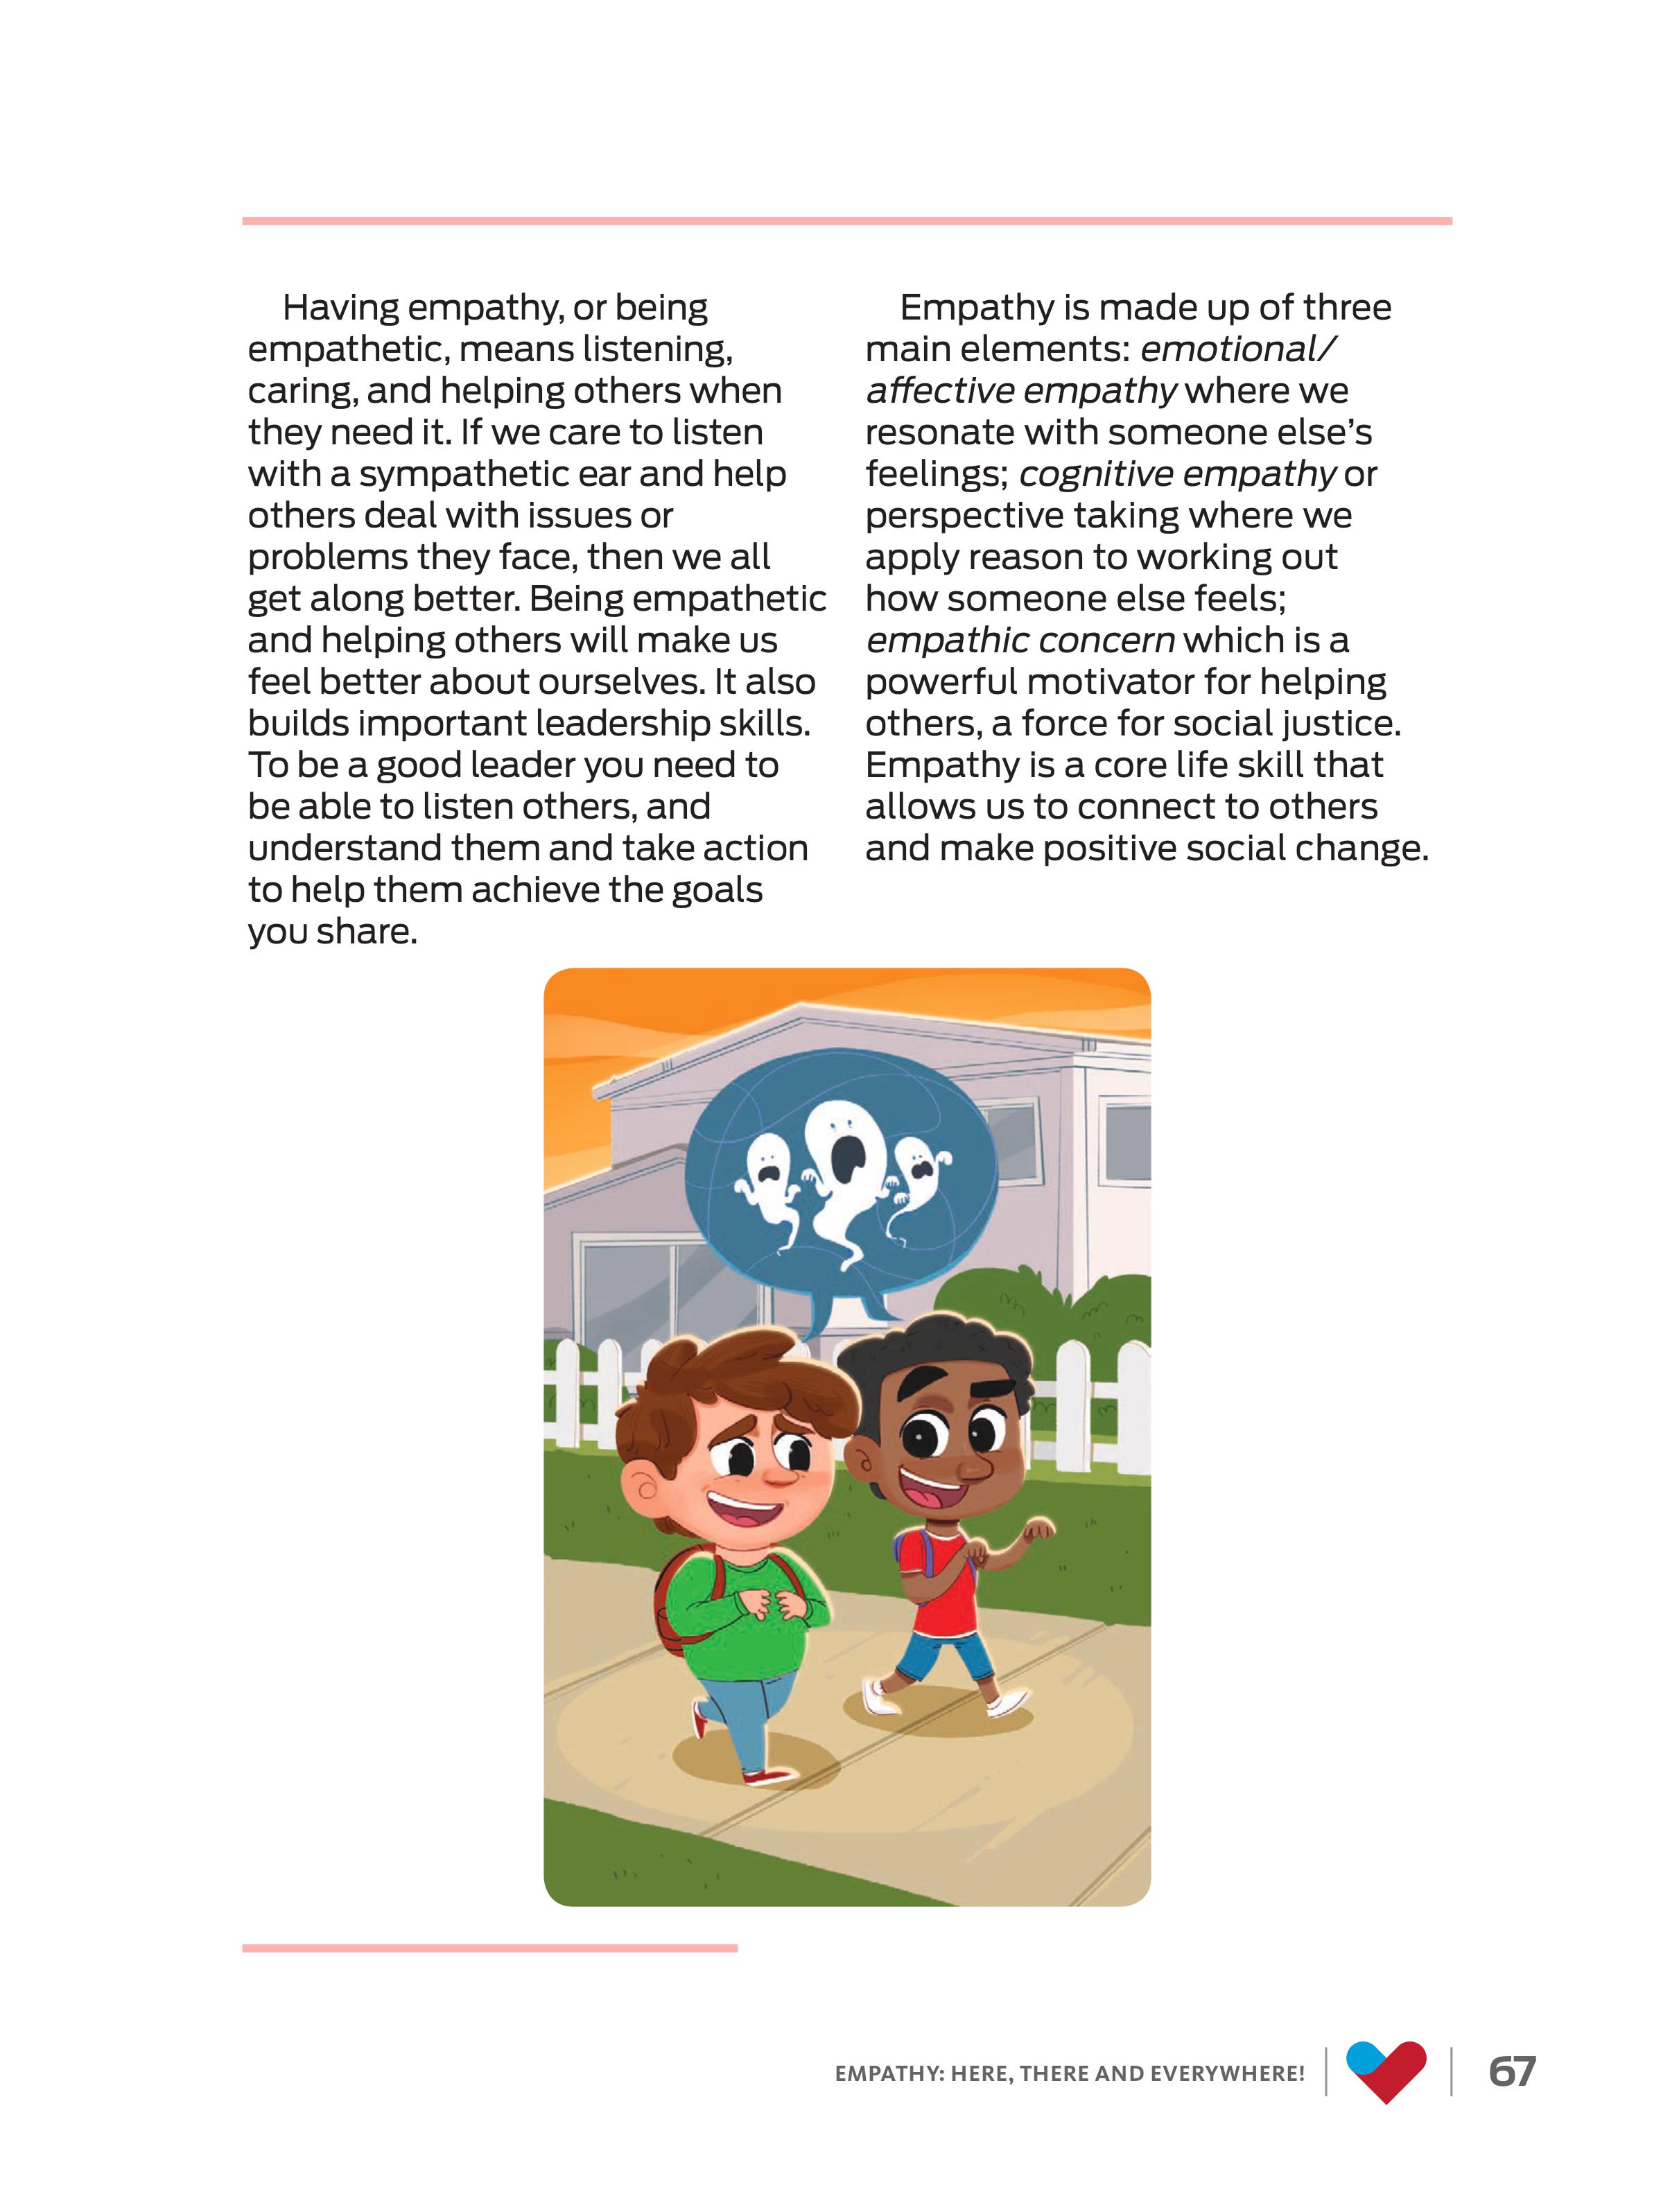 Having empathy, or being
empathetic, means listening,
caring, and helping others when
they need it. If we care to listen
with a sympathetic ear and help
others deal with issues or
problems they face, then we all
get along better. Being empathetic
and helping others will make us
feel better about ourselves. It also
builds important leadership skills.
To be a good leader you need to
be able to listen others, and
understand them and take action
to help them achieve the goals
you share.
Empathy is made up of three
main elements: emotional/
affective empathy where we
resonate with someone else’s
feelings; cognitive empathy or
perspective taking where we
apply reason to working out
how someone else feels;
empathic concern which is a
powerful motivator for helping
others, a force for social justice.
Empathy is a core life skill that
allows us to connect to others
and make positive social change.
EMPATHY: HERE, THERE AND EVERYWHERE!
67